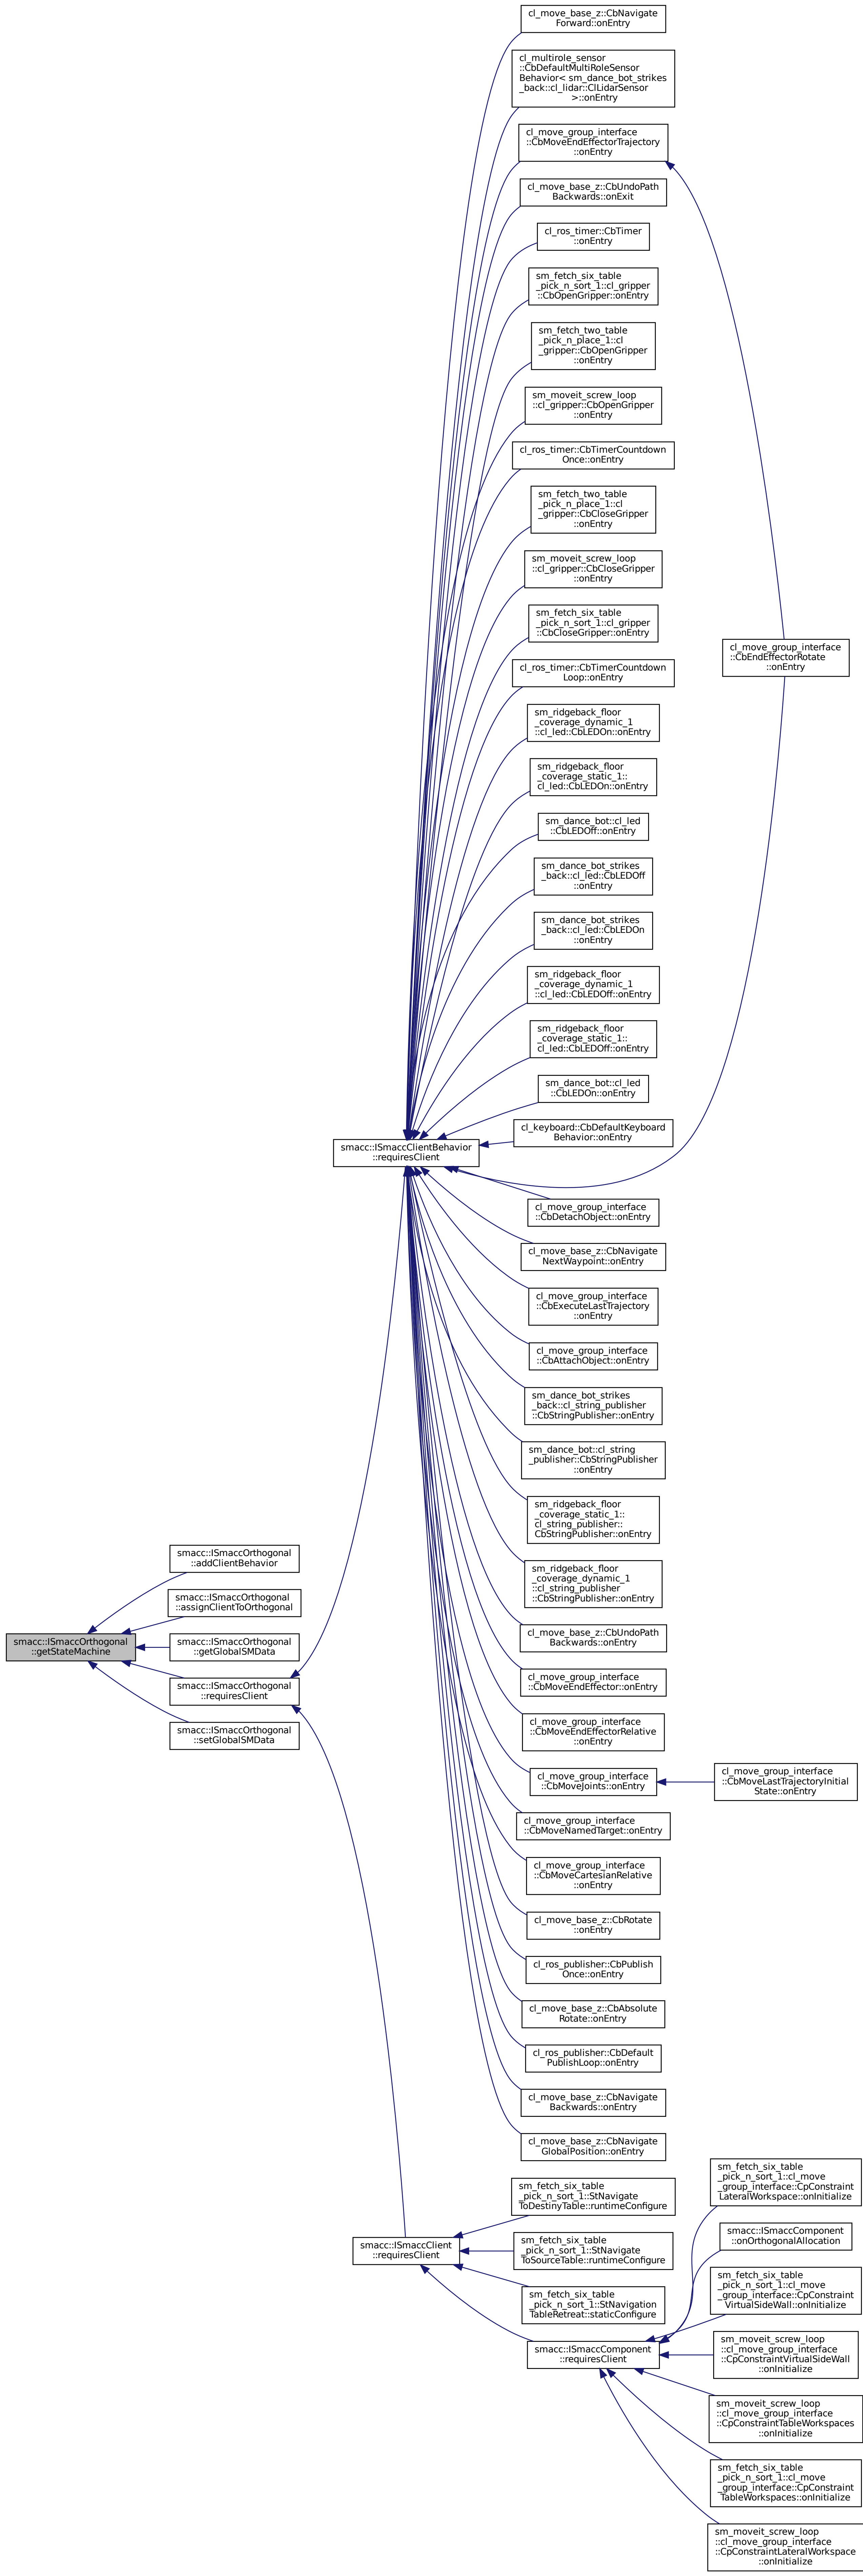 cl_move_base_z::CbNavigate
Forward::onEntry
cl_multirole_sensor
::CbDefaultMultiRoleSensor
Behavior< sm_dance_bot_strikes
_back::cl_lidar::ClLidarSensor
>::onEntry
cl_move_group_interface
::CbMoveEndEffectorTrajectory
::onEntry
cl_move_base_z::CbUndoPath
Backwards::onExit
cl_ros_timer::CbTimer
::onEntry
sm_fetch_six_table
_pick_n_sort_1::cl_gripper
::CbOpenGripper::onEntry
sm_fetch_two_table
_pick_n_place_1::cl
_gripper::CbOpenGripper
::onEntry
sm_moveit_screw_loop
::cl_gripper::CbOpenGripper
::onEntry
cl_ros_timer::CbTimerCountdown
Once::onEntry
sm_fetch_two_table
_pick_n_place_1::cl
_gripper::CbCloseGripper
::onEntry
sm_moveit_screw_loop
::cl_gripper::CbCloseGripper
::onEntry
sm_fetch_six_table
_pick_n_sort_1::cl_gripper
::CbCloseGripper::onEntry
cl_move_group_interface
::CbEndEffectorRotate
::onEntry
cl_ros_timer::CbTimerCountdown
Loop::onEntry
sm_ridgeback_floor
_coverage_dynamic_1
::cl_led::CbLEDOn::onEntry
sm_ridgeback_floor
_coverage_static_1::
cl_led::CbLEDOn::onEntry
sm_dance_bot::cl_led
::CbLEDOff::onEntry
sm_dance_bot_strikes
_back::cl_led::CbLEDOff
::onEntry
sm_dance_bot_strikes
_back::cl_led::CbLEDOn
::onEntry
sm_ridgeback_floor
_coverage_dynamic_1
::cl_led::CbLEDOff::onEntry
sm_ridgeback_floor
_coverage_static_1::
cl_led::CbLEDOff::onEntry
sm_dance_bot::cl_led
::CbLEDOn::onEntry
cl_keyboard::CbDefaultKeyboard
Behavior::onEntry
smacc::ISmaccClientBehavior
::requiresClient
cl_move_group_interface
::CbDetachObject::onEntry
cl_move_base_z::CbNavigate
NextWaypoint::onEntry
cl_move_group_interface
::CbExecuteLastTrajectory
::onEntry
cl_move_group_interface
::CbAttachObject::onEntry
sm_dance_bot_strikes
_back::cl_string_publisher
::CbStringPublisher::onEntry
sm_dance_bot::cl_string
_publisher::CbStringPublisher
::onEntry
sm_ridgeback_floor
_coverage_static_1::
cl_string_publisher::
CbStringPublisher::onEntry
sm_ridgeback_floor
_coverage_dynamic_1
::cl_string_publisher
::CbStringPublisher::onEntry
smacc::ISmaccOrthogonal
::addClientBehavior
smacc::ISmaccOrthogonal
::assignClientToOrthogonal
smacc::ISmaccOrthogonal
::getStateMachine
smacc::ISmaccOrthogonal
::getGlobalSMData
smacc::ISmaccOrthogonal
::requiresClient
smacc::ISmaccOrthogonal
::setGlobalSMData
cl_move_base_z::CbUndoPath
Backwards::onEntry
cl_move_group_interface
::CbMoveEndEffector::onEntry
cl_move_group_interface
::CbMoveEndEffectorRelative
::onEntry
cl_move_group_interface
::CbMoveJoints::onEntry
cl_move_group_interface
::CbMoveLastTrajectoryInitial
State::onEntry
cl_move_group_interface
::CbMoveNamedTarget::onEntry
cl_move_group_interface
::CbMoveCartesianRelative
::onEntry
cl_move_base_z::CbRotate
::onEntry
cl_ros_publisher::CbPublish
Once::onEntry
cl_move_base_z::CbAbsolute
Rotate::onEntry
cl_ros_publisher::CbDefault
PublishLoop::onEntry
cl_move_base_z::CbNavigate
Backwards::onEntry
cl_move_base_z::CbNavigate
GlobalPosition::onEntry
sm_fetch_six_table
_pick_n_sort_1::StNavigate
ToDestinyTable::runtimeConfigure
smacc::ISmaccClient
::requiresClient
sm_fetch_six_table
_pick_n_sort_1::StNavigate
ToSourceTable::runtimeConfigure
sm_fetch_six_table
_pick_n_sort_1::StNavigation
TableRetreat::staticConfigure
smacc::ISmaccComponent
::requiresClient
sm_fetch_six_table
_pick_n_sort_1::cl_move
_group_interface::CpConstraint
LateralWorkspace::onInitialize
smacc::ISmaccComponent
::onOrthogonalAllocation
sm_fetch_six_table
_pick_n_sort_1::cl_move
_group_interface::CpConstraint
VirtualSideWall::onInitialize
sm_moveit_screw_loop
::cl_move_group_interface
::CpConstraintVirtualSideWall
::onInitialize
sm_moveit_screw_loop
::cl_move_group_interface
::CpConstraintTableWorkspaces
::onInitialize
sm_fetch_six_table
_pick_n_sort_1::cl_move
_group_interface::CpConstraint
TableWorkspaces::onInitialize
sm_moveit_screw_loop
::cl_move_group_interface
::CpConstraintLateralWorkspace
::onInitialize